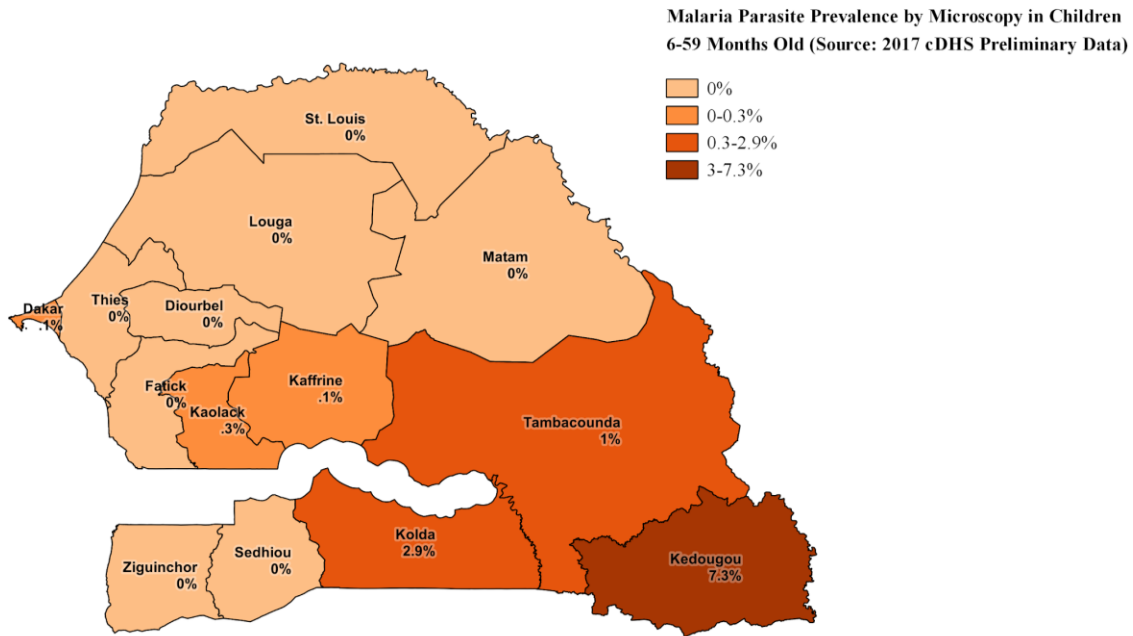 Malaria Parasite Prevalence by Microscopy in Children
6-59 Months Old (Source: 2017 cDHS Preliminary Data)
0%
0-0.3%
0.3-2.9%
3-7.3%
St. Louis
0%
Louga
0%
Matam
0%
Dakar
.1%
Thies
0%
Diourbel
0%
Fatick
0%
Kaolack
.3%
Kaffrine
.1%
Tambacounda
1%
Ziguinchor
0%
Sedhiou
0%
Kolda
2.9%
Kedougou
7.3%